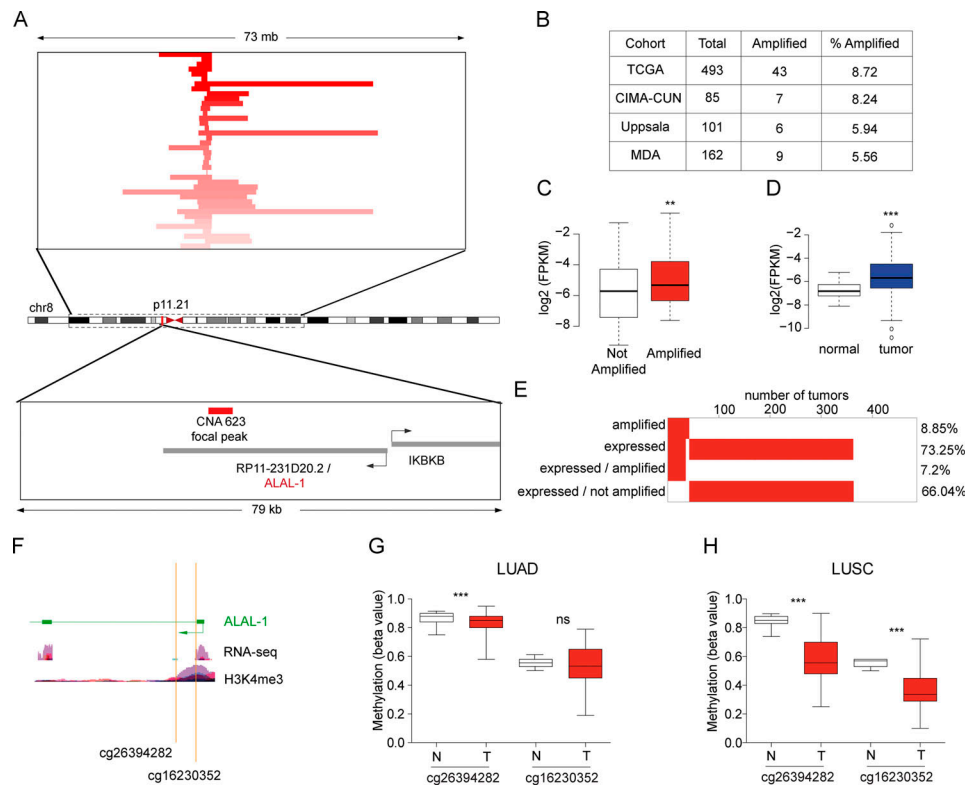 A
73 mb
chr8
p11.21
CNA 623
focal peak
RP11-231D20.2 /
ALAL-1
IKBKB
79 kb
B
Cohort Total Amplified % Amplified
TCGA 493 43 8.72
CIMA-CUN 85 7 8.24
Uppsala 101 6 5.94
MDA 162 9 5.56
C
**
log2 (FPKM)
−2
−4
−6
−8
Not
Amplified
Amplified
D
***
log2(FPKM)
−2
−4
−6
−8
−10
normal
tumor
E
number of tumors
100 200 300 400
amplified 8.85%
expressed 73.25%
expressed / amplified 7.2%
expressed / not amplified 66.04%
F
ALAL-1
RNA-seq
H3K4me3
cg26394282
cg16230352
G
LUAD
Methylation (beta value)
1.0
0.8
0.6
0.4
0.2
0.0
***
ns
N T N T
cg26394282 cg16230352
H
LUSC
Methylation (beta value)
1.0
0.8
0.6
0.4
0.2
0.0
***
***
N T N T
cg26394282 cg16230352